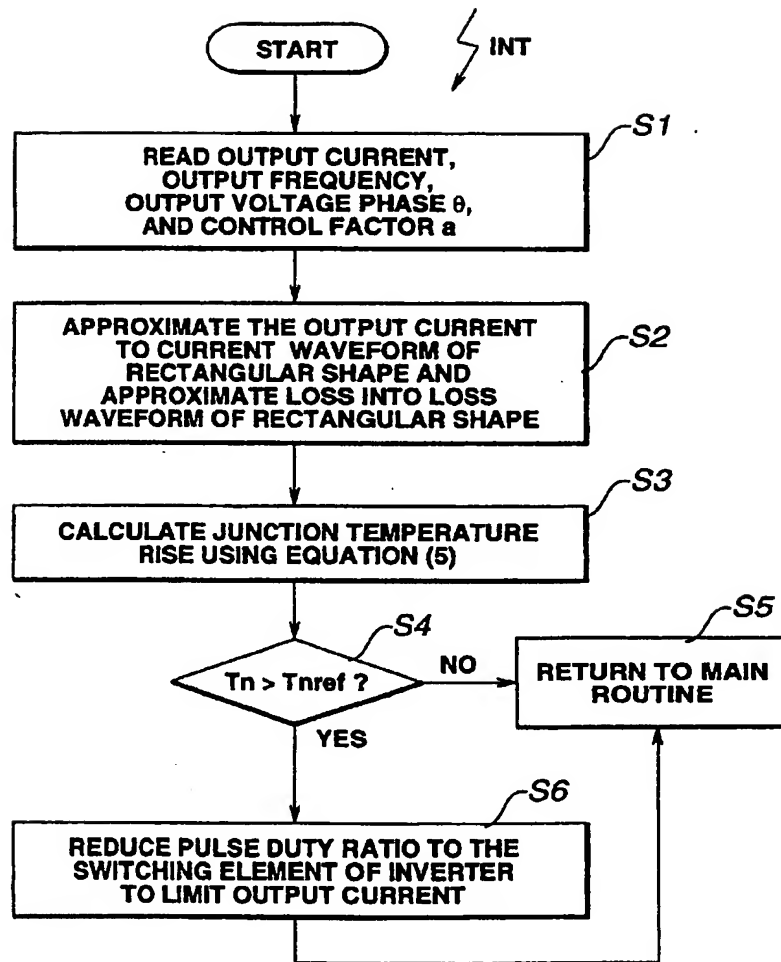 START
INT
S1
READ OUTPUT CURRENT,
OUTPUT FREQUENCY,
OUTPUT VOLTAGE PHASE θ,
AND CONTROL FACTOR a
S2
APPROXIMATE THE OUTPUT CURRENT
TO CURRENT WAVEFORM OF
RECTANGULAR SHAPE AND
APPROXIMATE LOSS INTO LOSS
WAVEFORM OF RECTANGULAR SHAPE.
S3
CALCULATE JUNCTION TEMPERATURE
RISE USING EQUATION (5)
S4
Tn > Tnref ?
NO
YES
S5
RETURN TO MAIN
ROUTINE
S6
REDUCE PULSE DUTY RATIO TO THE
SWITCHING ELEMENT OF INVERTER
TO LIMIT OUTPUT CURRENT